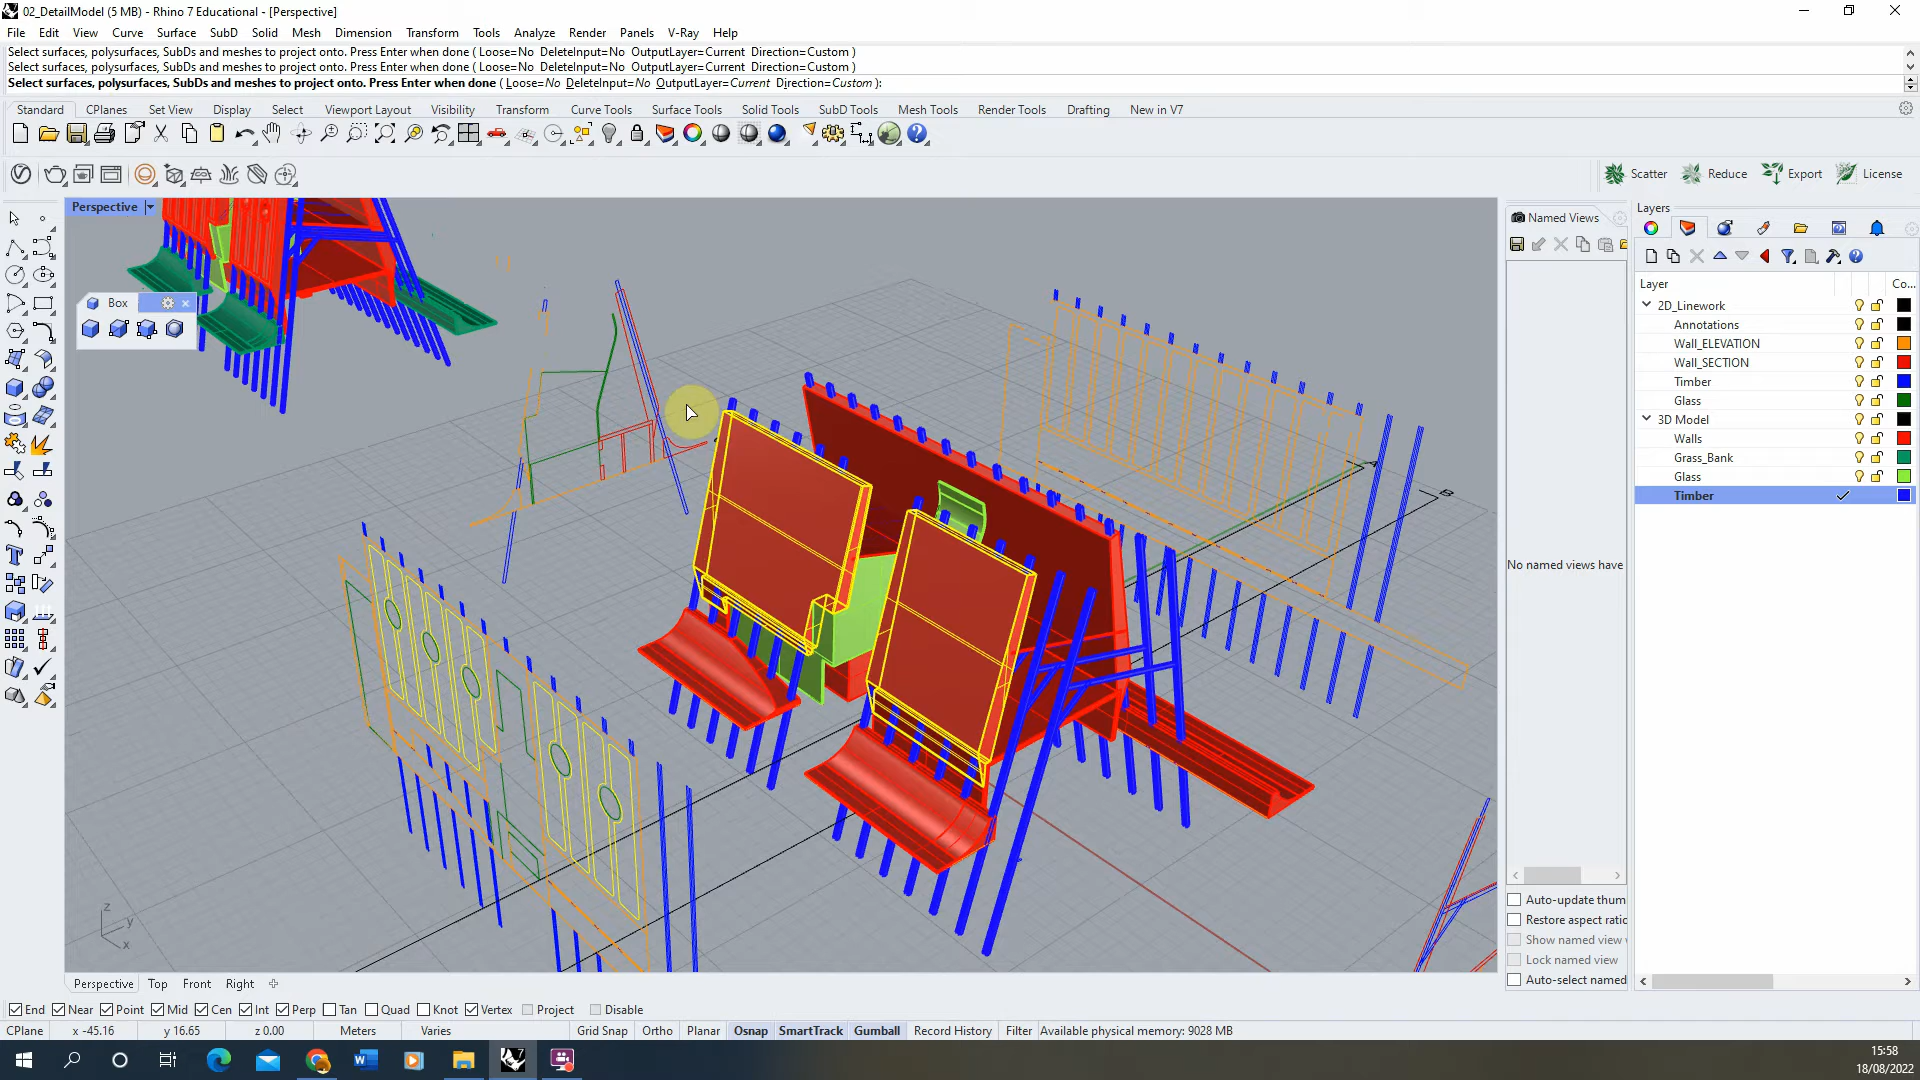 02_DetailModel (5 MB) - Rhino 7 Educational - [Perspective]
File Edit View Curve Surface SubD Solid Mesh Dimension Transform Tools Analyze Render Panels V-Ray Help
Select surfaces, polysurfaces, SubDs and meshes to project onto. Press Enter when done ( Loose=No DeleteInput=No OutputLayer=Current Direction=Custom )
Select surfaces, polysurfaces, SubDs and meshes to project onto. Press Enter when done ( Loose=No DeleteInput=No OutputLayer=Current Direction=Custom )
Select surfaces, polysurfaces, SubDs and meshes to project onto. Press Enter when done ( Loose=No DeleteInput=No OutputLayer=Current Direction=Custom ):
Standard CPlanes Set View Display Select Viewport Layout Visibility Transform Curve Tools Surface Tools Solid Tools SubD Tools Mesh Tools Render Tools Drafting New in V7
Scatter Reduce Export License
Perspective
Named Views
Layers
Box
Layer Co...
2D_Linework
Annotations
Wall_ELEVATION
Wall_SECTION
Timber
Glass
3D Model
Walls
Grass_Bank
Glass
Timber
No named views have
Auto-update thum
Restore aspect ratio
Show named view
Lock named view
Auto-select named
z
y
x
B
Perspective Top Front Right
End Near Point Mid Cen Int Perp Tan Quad Knot Vertex Project Disable
CPlane x -45.16 y 16.65 z 0.00 Meters Varies Grid Snap Ortho Planar Osnap SmartTrack Gumball Record History Filter Available physical memory: 9028 MB
15:58
18/08/2022